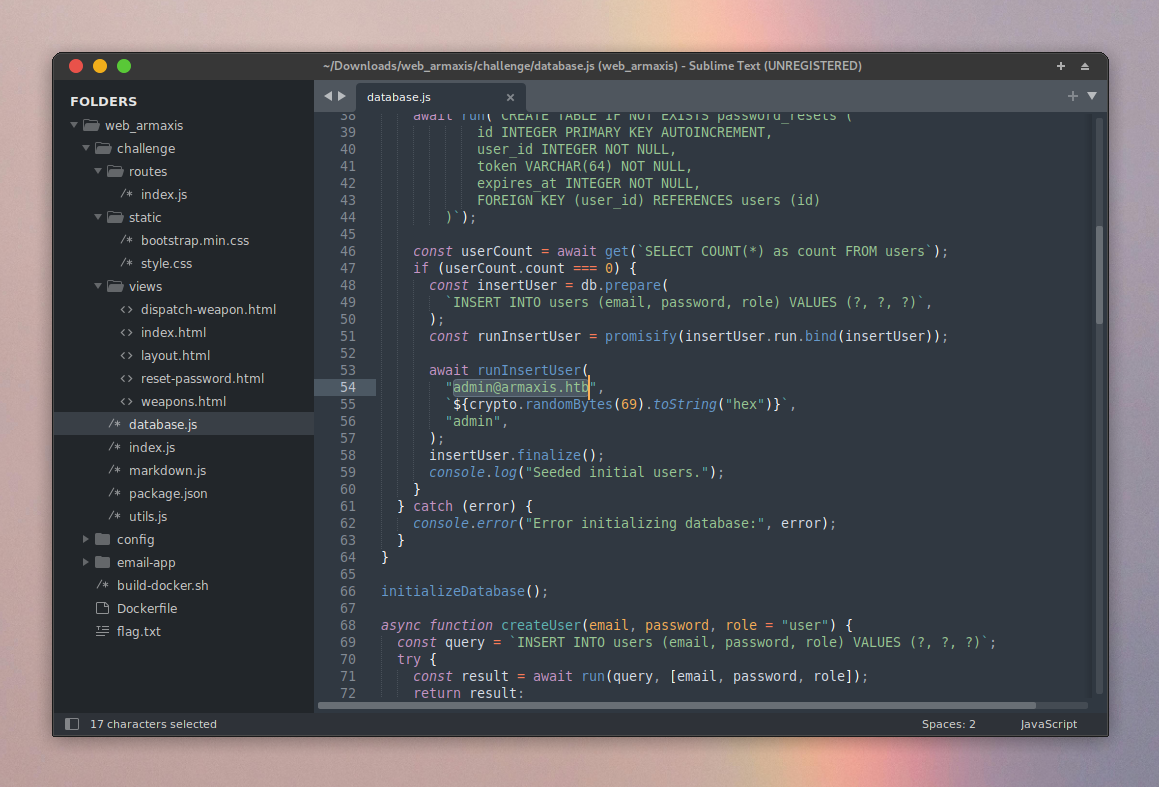 ~/Downloads/web_armaxis/challenge/database.js (web_armaxis) - Sublime Text (UNREGISTERED)
FOLDERS
web_armaxis
challenge
routes
/* index.js
static
/* bootstrap.min.css
/* style.css
views
<> dispatch-weapon.html
<> index.html
<> layout.html
<> reset-password.html
<> weapons.html
/* database.js
/* index.js
/* markdown.js
/* package.json
/* utils.js
config
email-app
/* build-docker.sh
Dockerfile
flag.txt
database.js
38 await run(`CREATE TABLE IF NOT EXISTS password_resets (
39 id INTEGER PRIMARY KEY AUTOINCREMENT,
40 user_id INTEGER NOT NULL,
41 token VARCHAR(64) NOT NULL,
42 expires_at INTEGER NOT NULL,
43 FOREIGN KEY (user_id) REFERENCES users (id)
44 )`);
45
46 const userCount = await get(`SELECT COUNT(*) as count FROM users`);
47 if (userCount.count === 0) {
48 const insertUser = db.prepare(
49 `INSERT INTO users (email, password, role) VALUES (?, ?, ?)`,
50 );
51 const runInsertUser = promisify(insertUser.run.bind(insertUser));
52
53 await runInsertUser(
54 "admin@armaxis.htb",
55 `${crypto.randomBytes(69).toString("hex")}`,
56 "admin",
57 );
58 insertUser.finalize();
59 console.log("Seeded initial users.");
60 }
61 } catch (error) {
62 console.error("Error initializing database:", error);
63 }
64 }
65
66 initializeDatabase();
67
68 async function createUser(email, password, role = "user") {
69 const query = `INSERT INTO users (email, password, role) VALUES (?, ?, ?)`;
70 try {
71 const result = await run(query, [email, password, role]);
72 return result;
17 characters selected
Spaces: 2
JavaScript